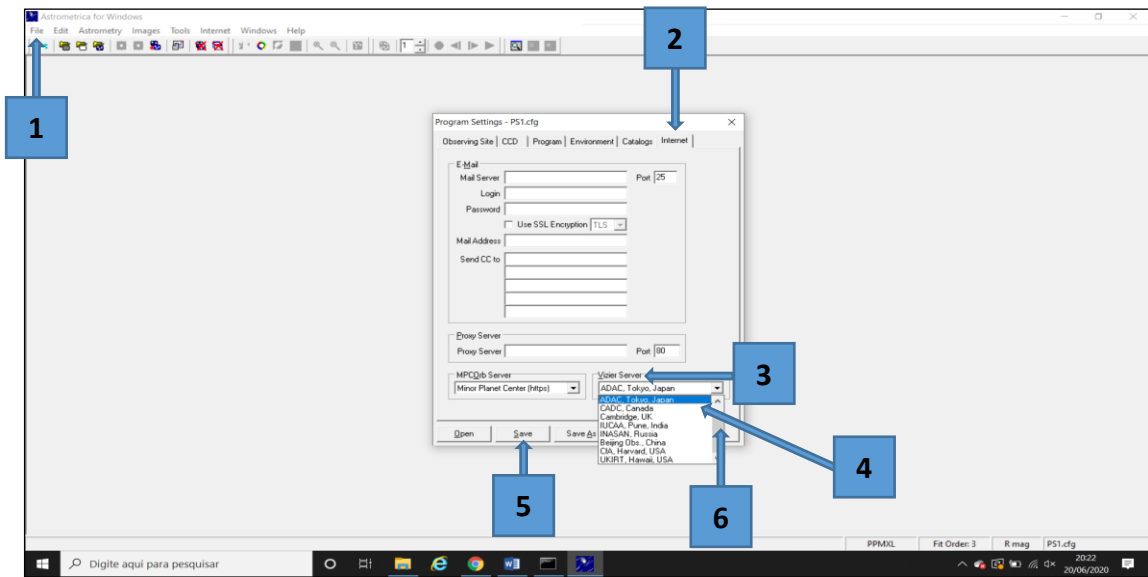 Astrometrica for Windows
File Edit Astrometry Images Tools Internet Windows Help
1
2
1
Program Settings - PS1.cfg
Observing Site CCD Program Environment Catalogs Internet
E-Mail
Mail Server Port 25
Login
Password
Use SSL Encryption TLS
Mail Address
Send CC to
Proxy Server
Proxy Server Port 80
MPCOrb Server Vizier Server
Minor Planet Center (https) ADAC, Tokyo, Japan
3
ADAC, Tokyo, Japan
CADC, Canada
Cambridge, UK
IUCAA, Pune, India
INASAN, Russia
Beijing Obs., China
CfA, Harvard, USA
UKIRT, Hawaii, USA
Open Save Save As
4
5
6
PPMXL Fit Order: 3 R mag PS1.cfg
Digite aqui para pesquisar
20:22
20/06/2020